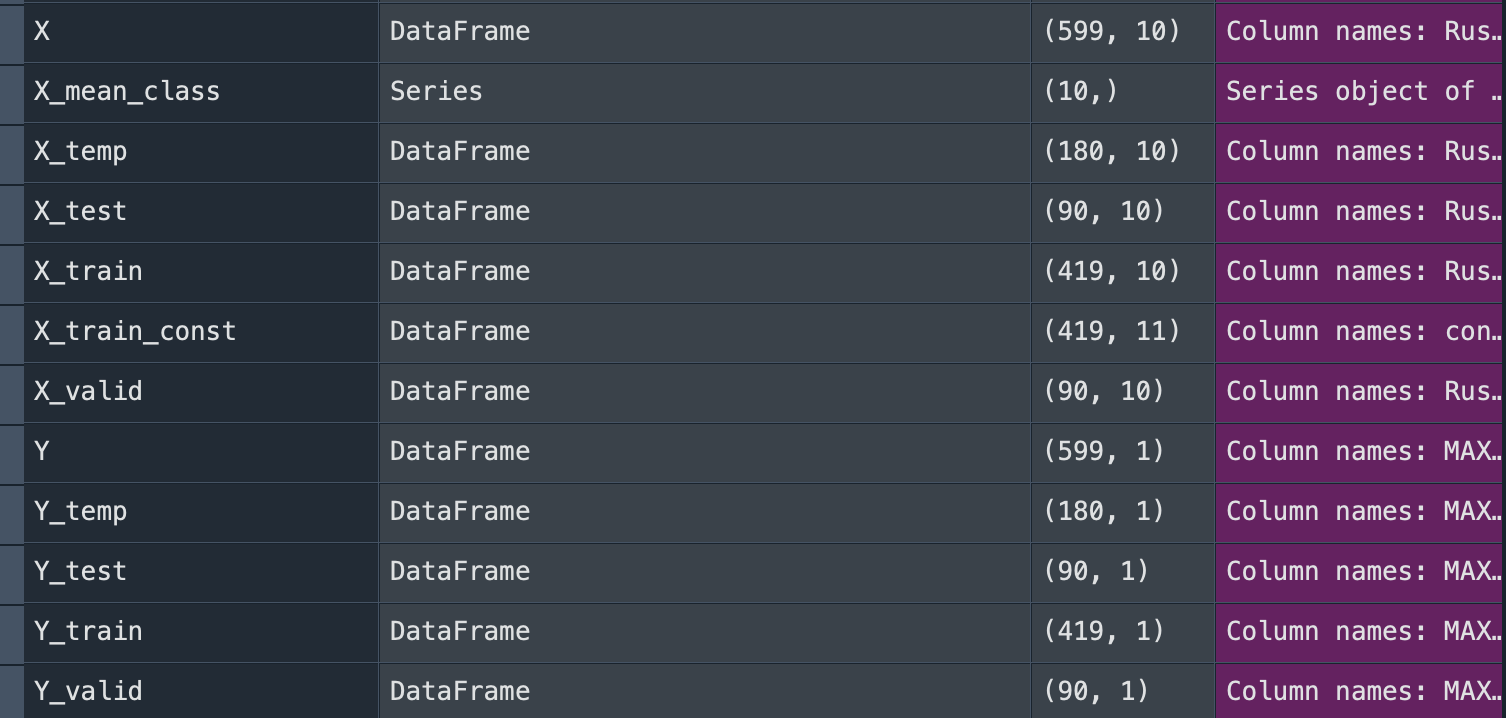 X DataFrame (599, 10) Column names: Rus…
X_mean_class Series (10,) Series object of …
X_temp DataFrame (180, 10) Column names: Rus…
X_test DataFrame (90, 10) Column names: Rus…
X_train DataFrame (419, 10) Column names: Rus…
X_train_const DataFrame (419, 11) Column names: con…
X_valid DataFrame (90, 10) Column names: Rus…
Y DataFrame (599, 1) Column names: MAX…
Y_temp DataFrame (180, 1) Column names: MAX…
Y_test DataFrame (90, 1) Column names: MAX…
Y_train DataFrame (419, 1) Column names: MAX…
Y_valid DataFrame (90, 1) Column names: MAX…